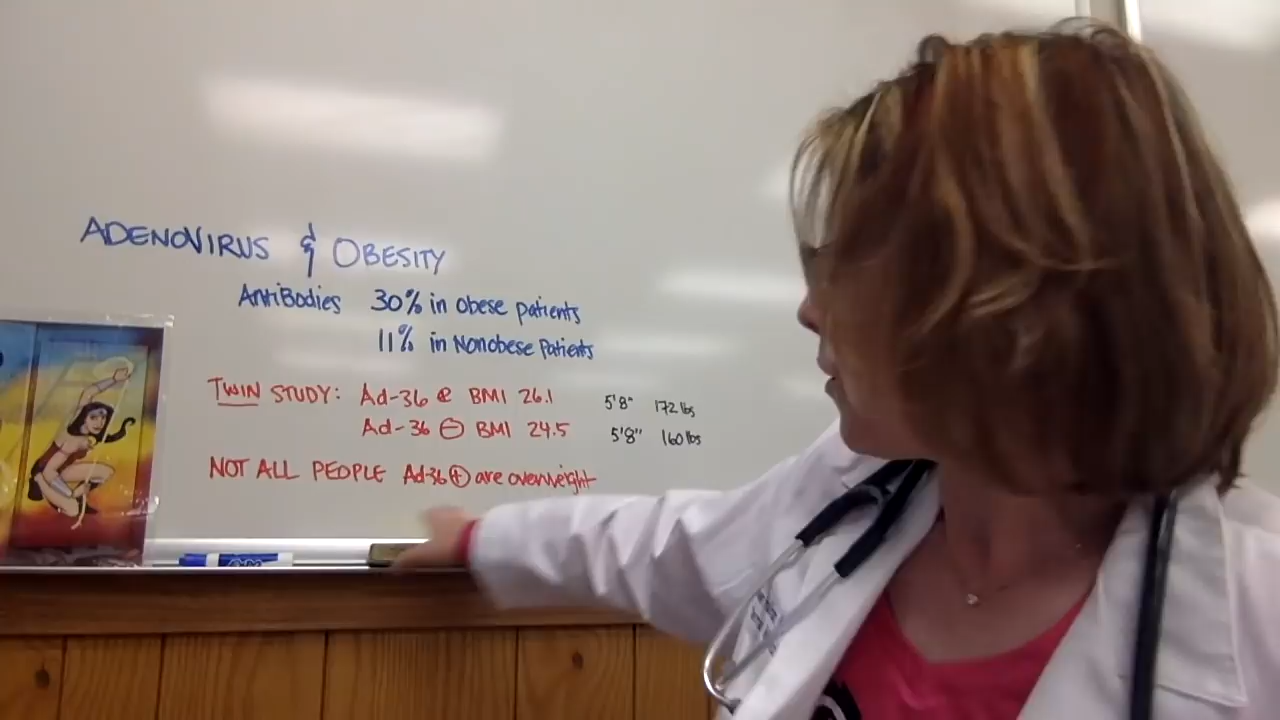 ADENOVIRUS & OBESITY
AntiBodies 30% in obese patients
11% in Nonobese Patients
TWIN STUDY: Ad-36 ⊕ BMI 26.1 5'8" 172 lbs
Ad-36 ⊖ BMI 24.5 5'8" 160 lbs
NOT ALL PEOPLE Ad-36 ⊕ are overweight